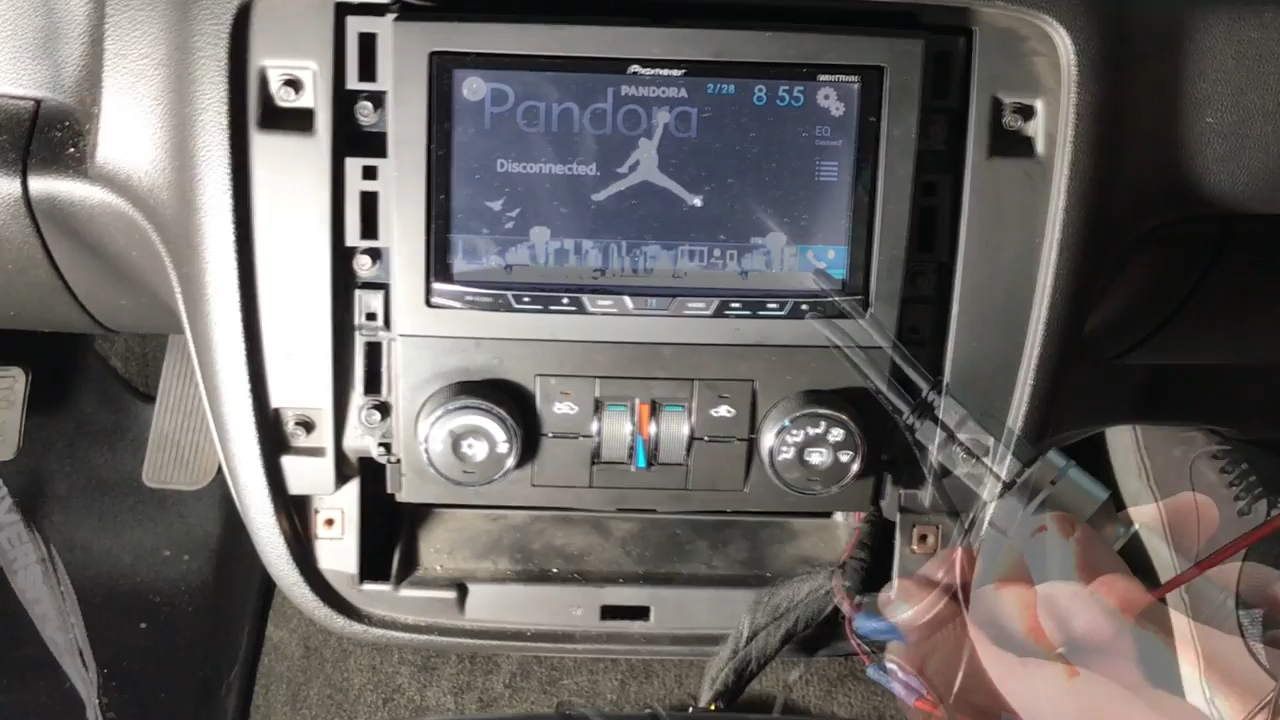 Pioneer
PANDORA
2/28
8 55
Pandora
EQ
Disconnected.